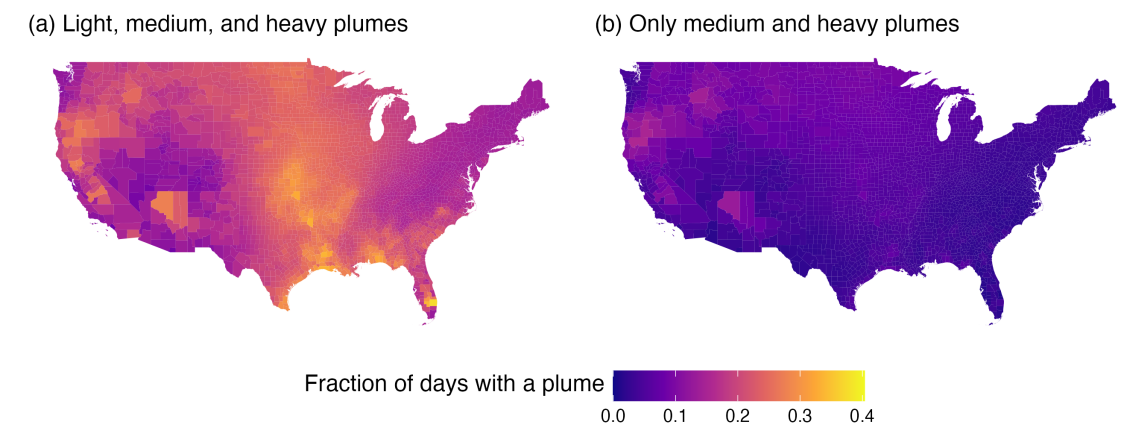 (a) Light, medium, and heavy plumes
(b) Only medium and heavy plumes
Fraction of days with a plume
0.0 0.1 0.2 0.3 0.4